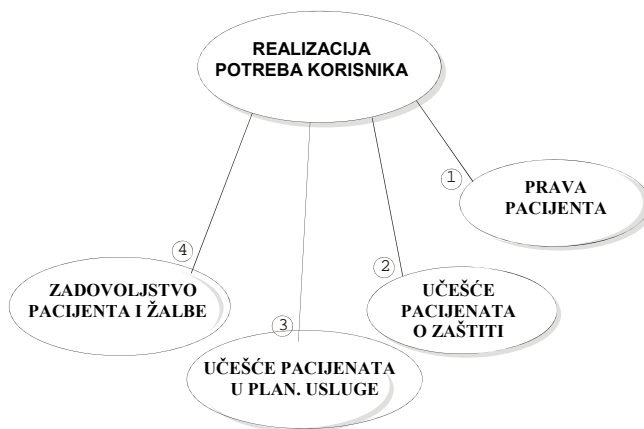 REALIZACIJA
POTREBA KORISNIKA
1
PRAVA
PACIJENTA
2
UČEŠĆE
PACIJENATA
O ZAŠTITI
3
UČEŠĆE PACIJENATA
U PLAN. USLUGE
4
ZADOVOLJSTVO
PACIJENTA I ŽALBE